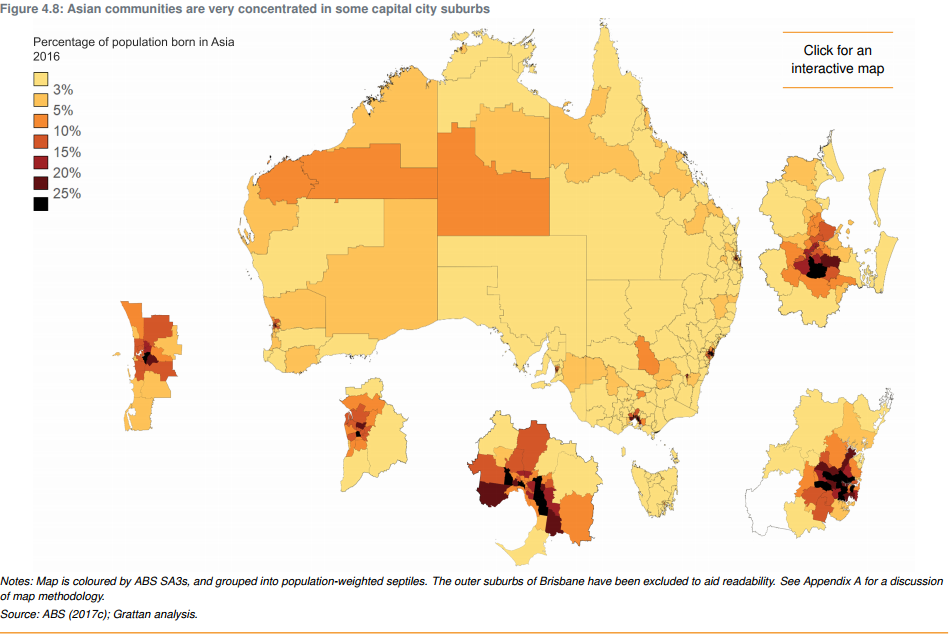 Figure 4.8: Asian communities are very concentrated in some capital city suburbs
Percentage of population born in Asia
2016
3%
5%
10%
15%
20%
25%
Click for an
interactive map
Notes: Map is coloured by ABS SA3s, and grouped into population-weighted septiles. The outer suburbs of Brisbane have been excluded to aid readability. See Appendix A for a discussion
of map methodology.
Source: ABS (2017c); Grattan analysis.